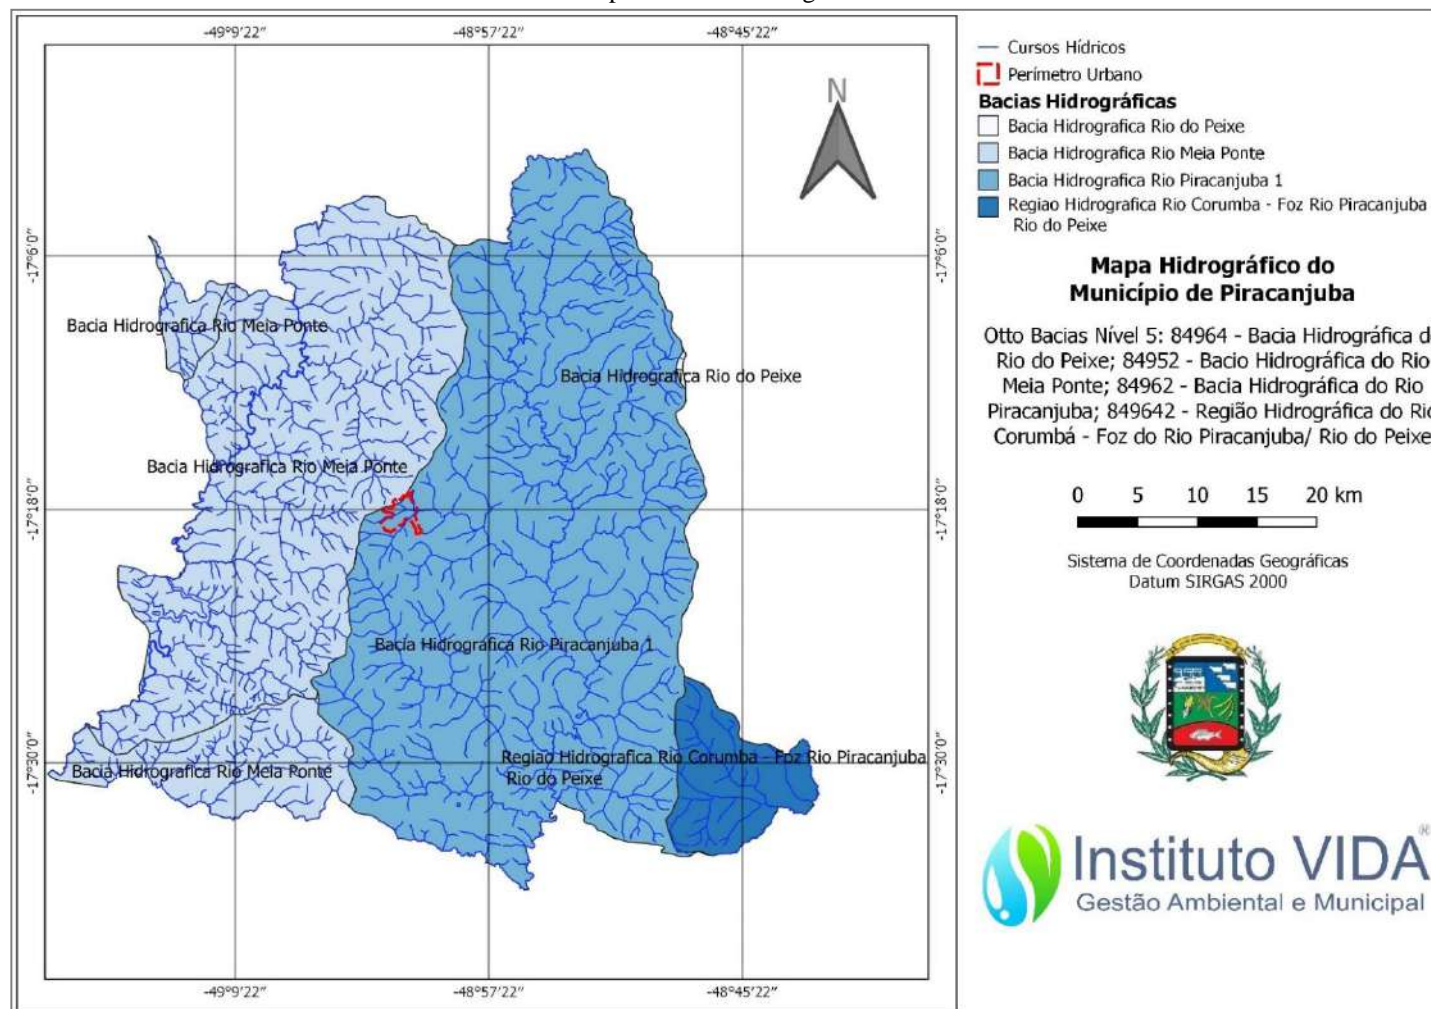 -49°9'22"
-48°57'22"
-48°45'22"
Cursos Hídricos
Perímetro Urbano
Bacias Hidrográficas
Bacia Hidrografica Rio do Peixe
Bacia Hidrografica Rio Meia Ponte
Bacia Hidrografica Rio Piracanjuba 1
Regiao Hidrografica Rio Corumba - Foz Rio Piracanjuba
Rio do Peixe
N
-17°6'0"
-17°6'0"
Bacia Hidrografica Rio Meia Ponte
Bacia Hidrografica Rio do Peixe
Bacia Hidrografica Rio Meia Ponte
-17°18'0"
-17°18'0"
Bacia Hidrográfica Rio Piracanjuba 1
Regiao Hidrografica Rio Corumba - Foz Rio Piracanjuba
Rio do Peixe
Bacia Hidrografica Rio Meia Ponte
-17°30'0"
-17°30'0"
-49°9'22"
-48°57'22"
-48°45'22"
Mapa Hidrográfico do
Município de Piracanjuba
Otto Bacias Nível 5: 84964 - Bacia Hidrográfica d
Rio do Peixe; 84952 - Bacio Hidrográfica do Rio
Meia Ponte; 84962 - Bacia Hidrográfica do Rio
Piracanjuba; 849642 - Região Hidrográfica do Ri
Corumbá - Foz do Rio Piracanjuba/ Rio do Peixe
0 5 10 15 20 km
Sistema de Coordenadas Geográficas
Datum SIRGAS 2000
Instituto VIDA®
Gestão Ambiental e Municipal